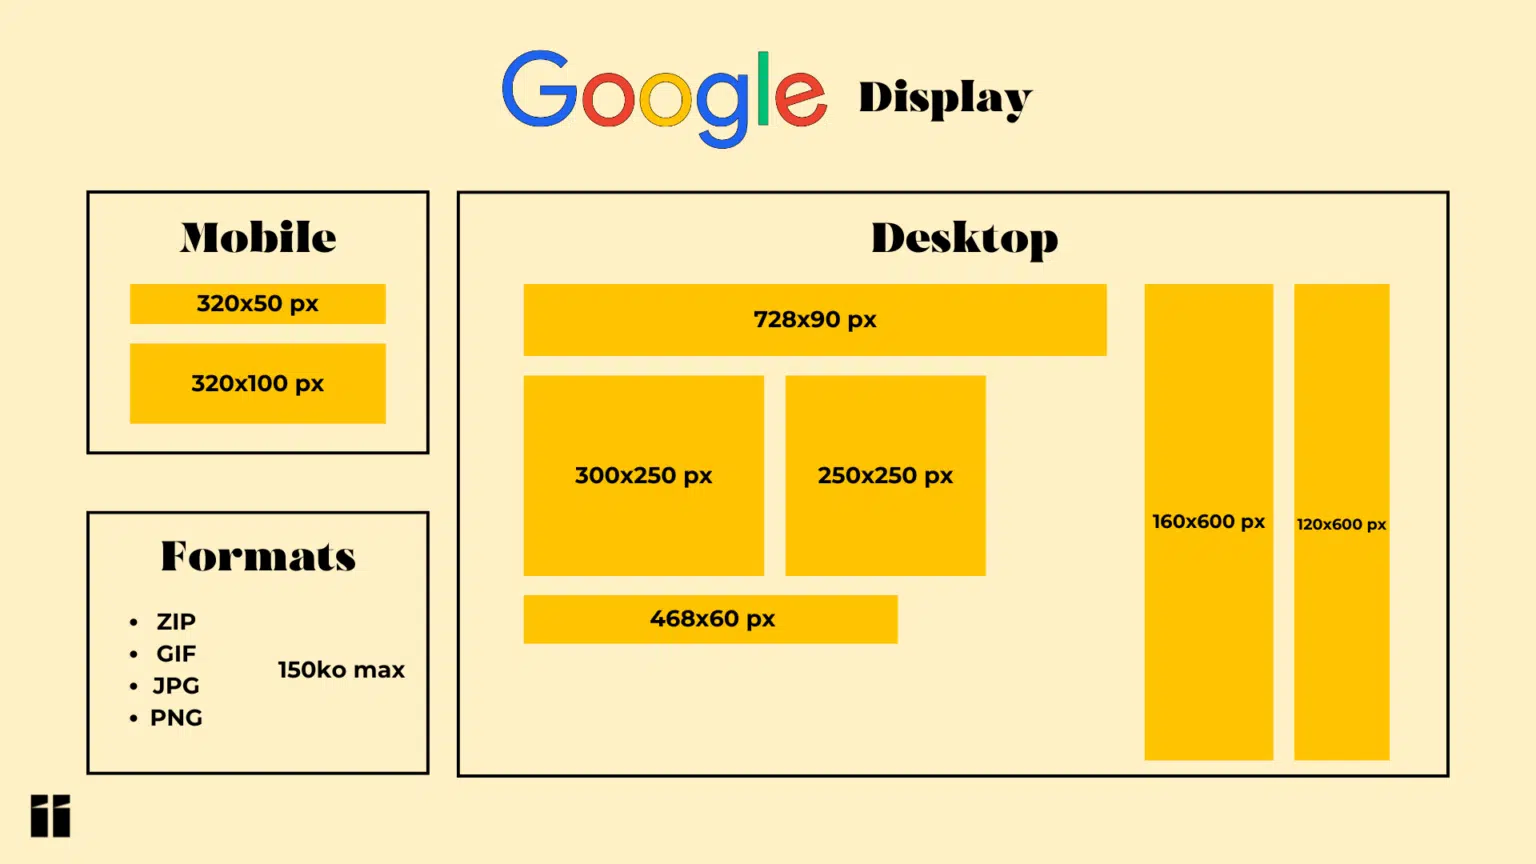 Google Display
Mobile
320x50 px
320x100 px
Formats
• ZIP
• GIF
• JPG
• PNG
150ko max
Desktop
728x90 px
300x250 px
250x250 px
468x60 px
160x600 px
120x600 px